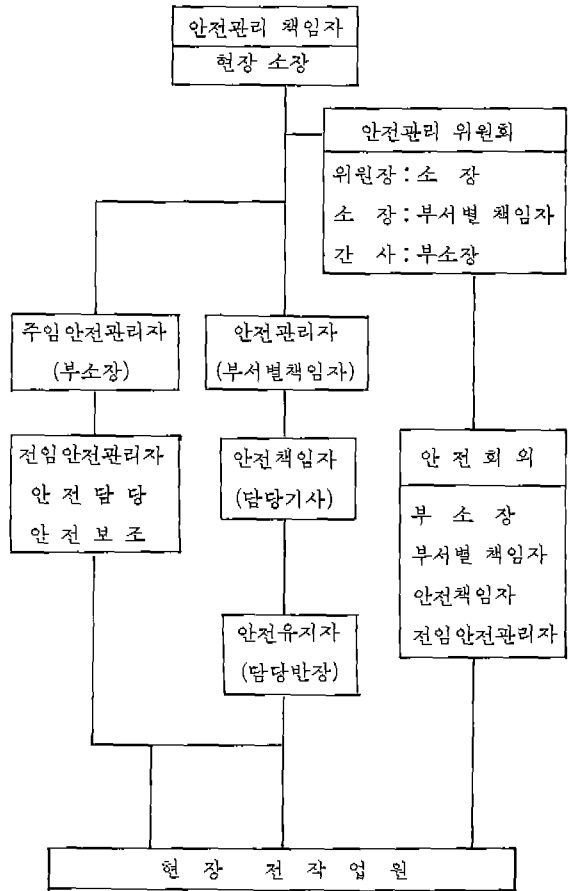 안전관리 책임자
현장 소장
안전관리 위원회
위원장 : 소 장
소 장 : 부서별 책임자
간 사 : 부소장
주임안전관리자
(부소장)
안전관리자
(부서별책임자)
전임안전관리자
안 전 담 당
안 전 보 조
안전책임자
(담당기사)
안 전 회 외
부 소 장
부서별 책임자
안전책임자
전임안전관리자
안전유지자
(담당반장)
현 장 전 작 업 원